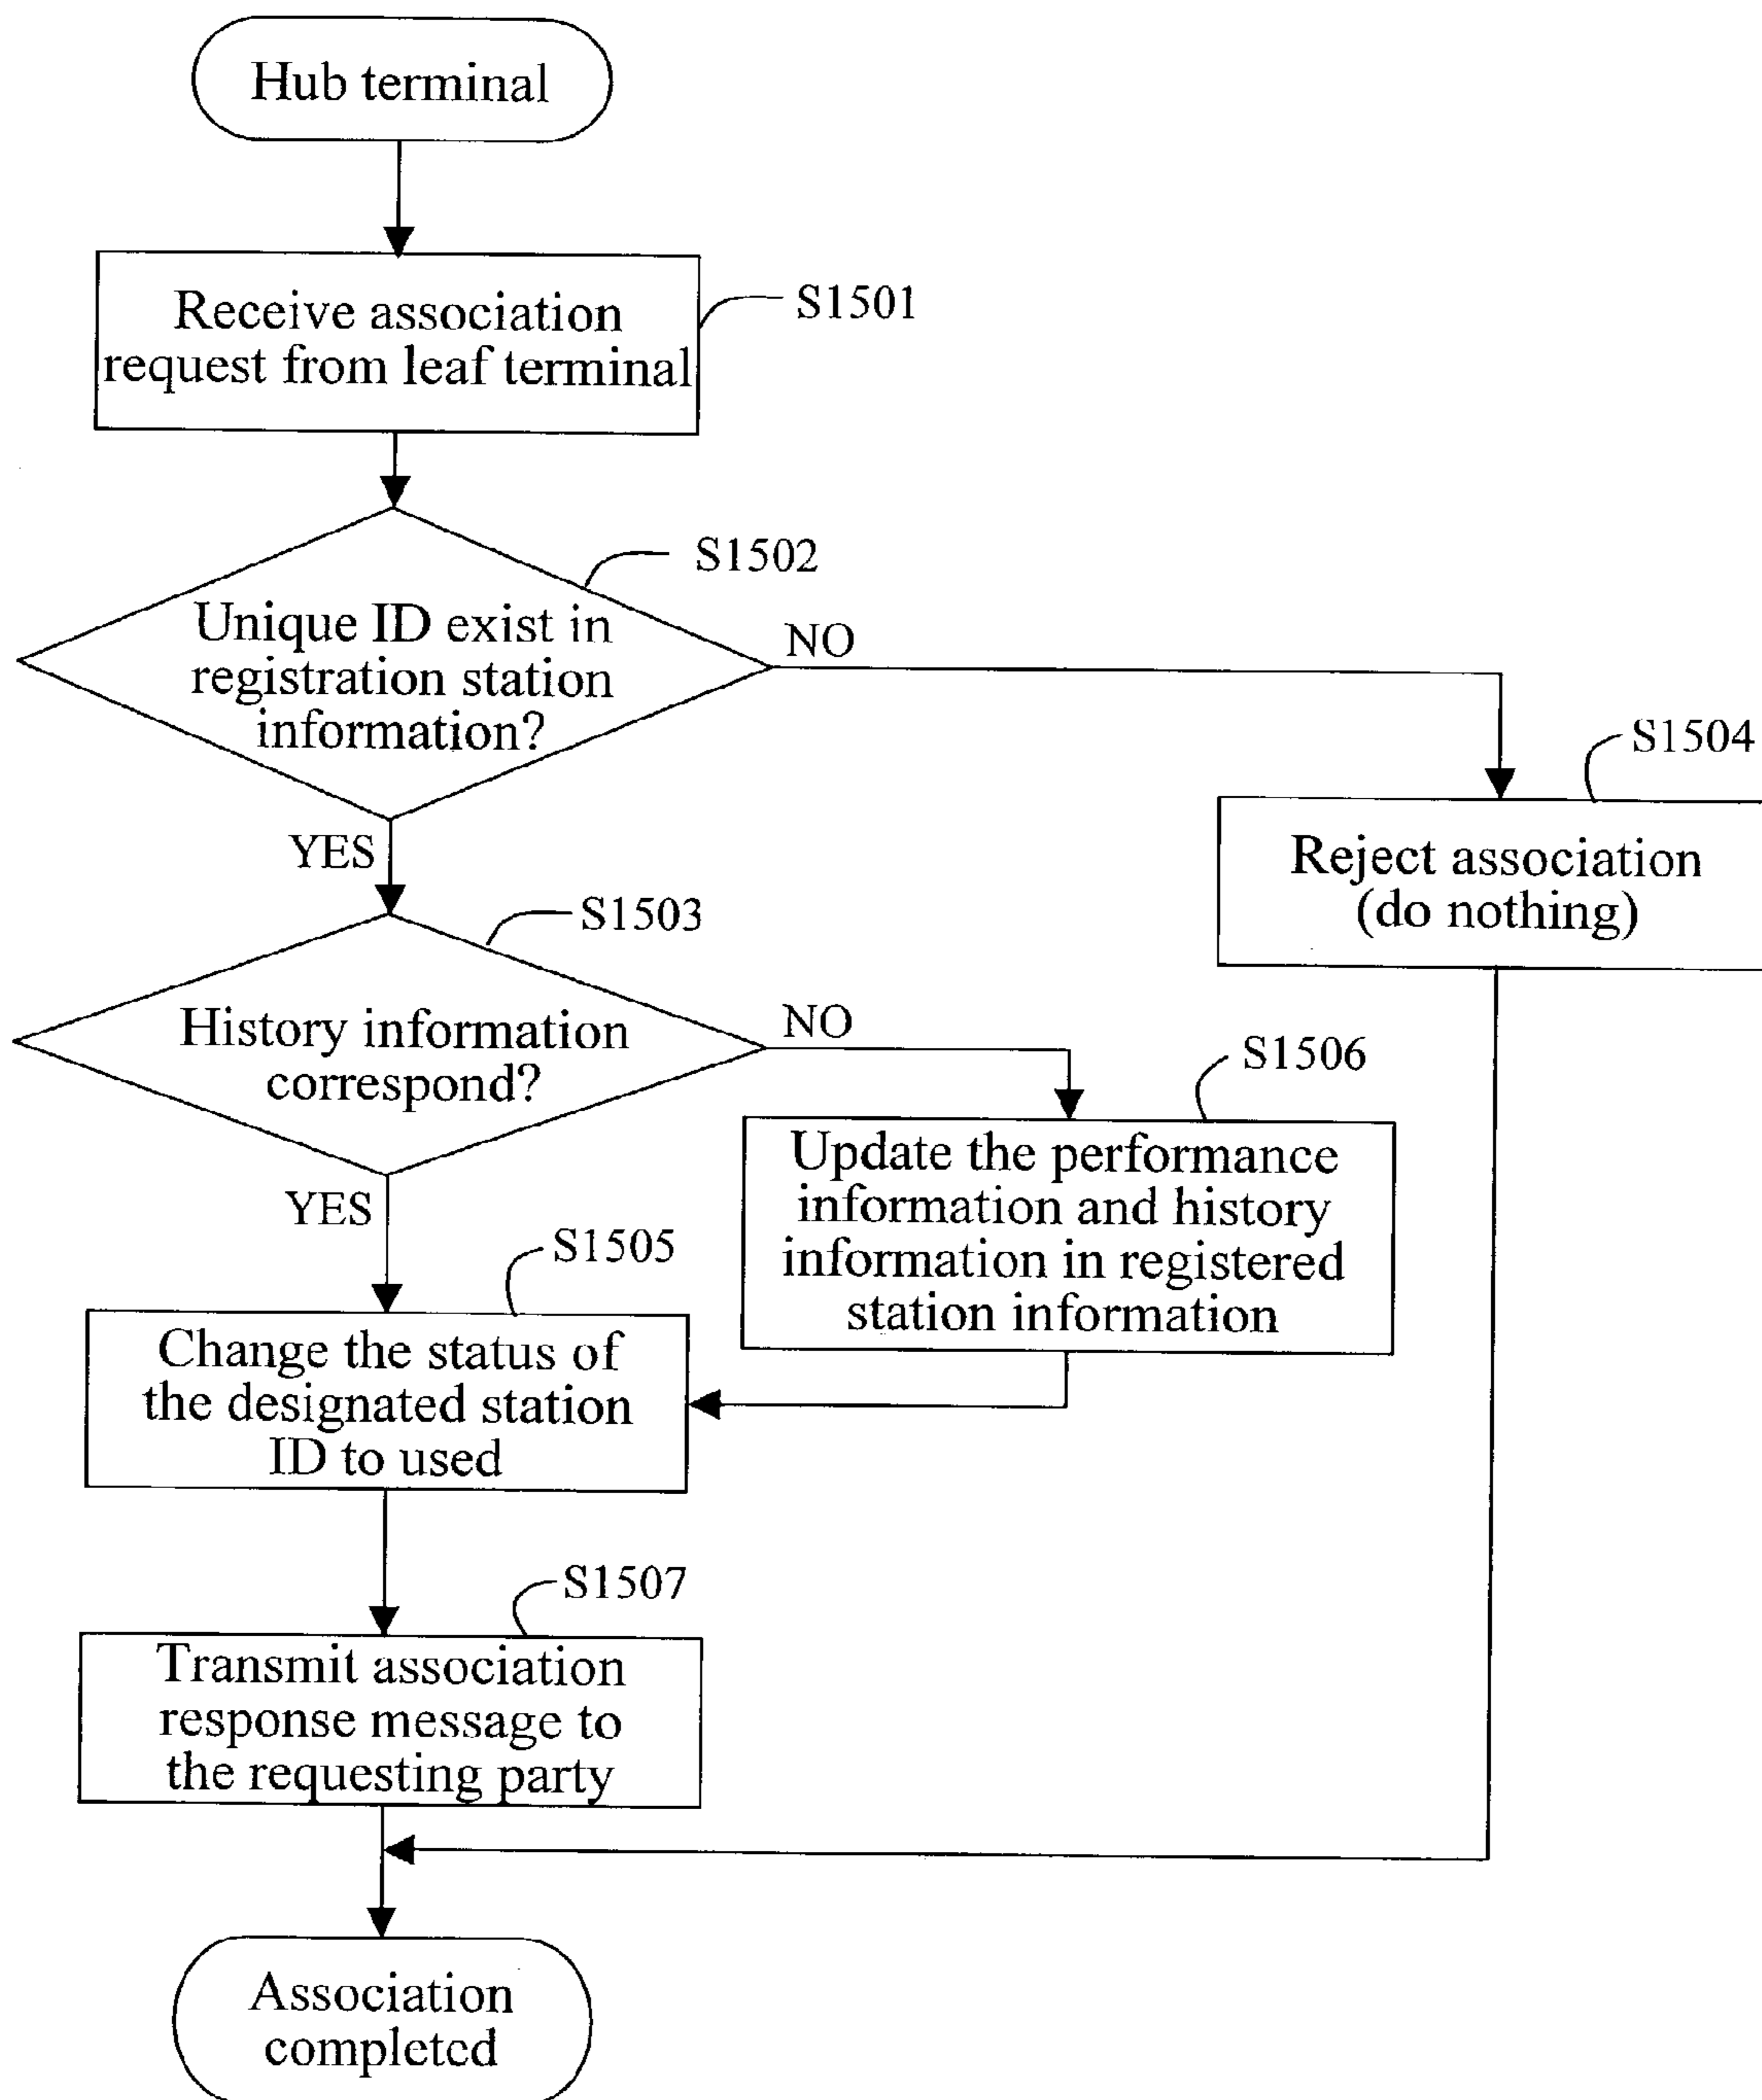 Hub terminal
Receive association
request from leaf terminal
S1501
S1502
Unique ID exist in
registration station
information?
NO
YES
S1504
Reject association
(do nothing)
S1503
History information
correspond?
NO
YES
S1506
Update the performance
information and history
information in registered
station information
S1505
Change the status of
the designated station
ID to used
S1507
Transmit association
response message to
the requesting party
Association
completed